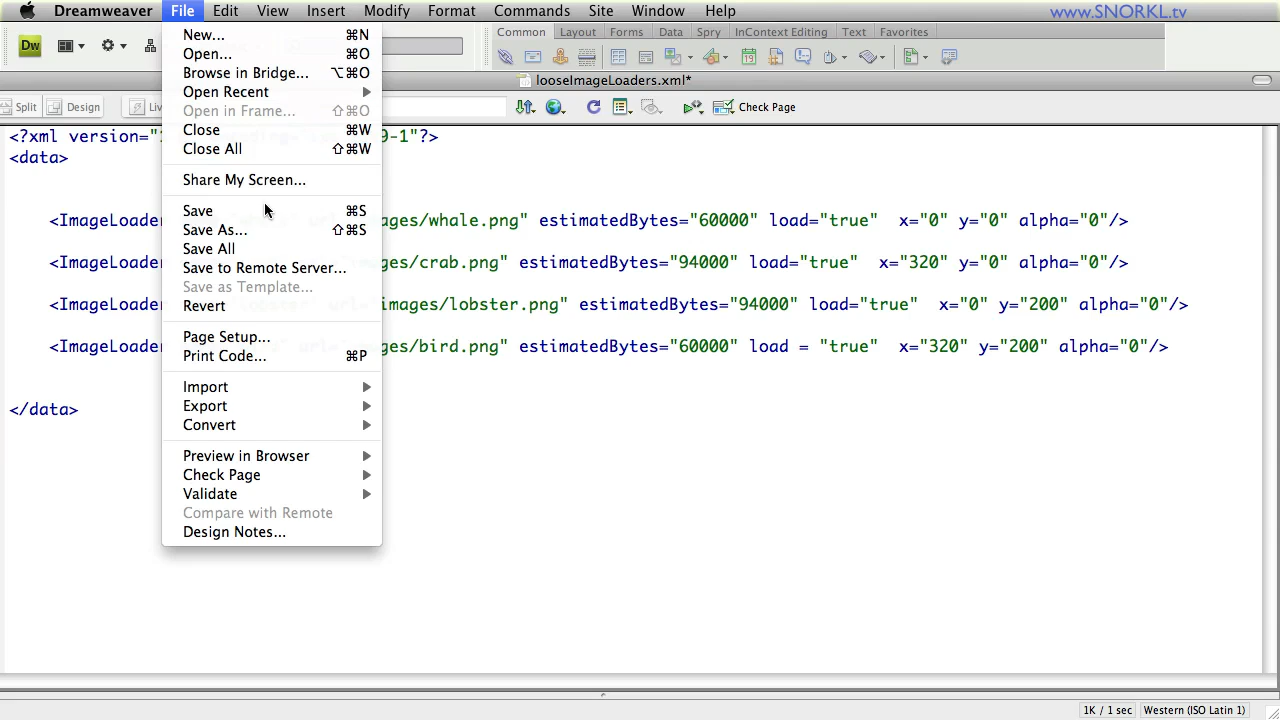 Dreamweaver File Edit View Insert Modify Format Commands Site Window Help www.SNORKL.tv
Dw
Common Layout Forms Data Spry InContext Editing Text Favorites
looseImageLoaders.xml*
Split Design Liv Check Page
New... ⌘N
Open... ⌘O
Browse in Bridge... ⌥⌘O
Open Recent
Open in Frame... ⇧⌘O
Close ⌘W
Close All ⇧⌘W
Share My Screen...
Save ⌘S
Save As... ⇧⌘S
Save All
Save to Remote Server...
Save as Template...
Revert
Page Setup...
Print Code... ⌘P
Import
Export
Convert
Preview in Browser
Check Page
Validate
Compare with Remote
Design Notes...
<?xml version="1 9-1"?>
<data>
<ImageLoader ages/whale.png" estimatedBytes="60000" load="true" x="0" y="0" alpha="0"/>
<ImageLoader ages/crab.png" estimatedBytes="94000" load="true" x="320" y="0" alpha="0"/>
<ImageLoader images/lobster.png" estimatedBytes="94000" load="true" x="0" y="200" alpha="0"/>
<ImageLoader ages/bird.png" estimatedBytes="60000" load = "true" x="320" y="200" alpha="0"/>
</data>
1K / 1 sec Western (ISO Latin 1)